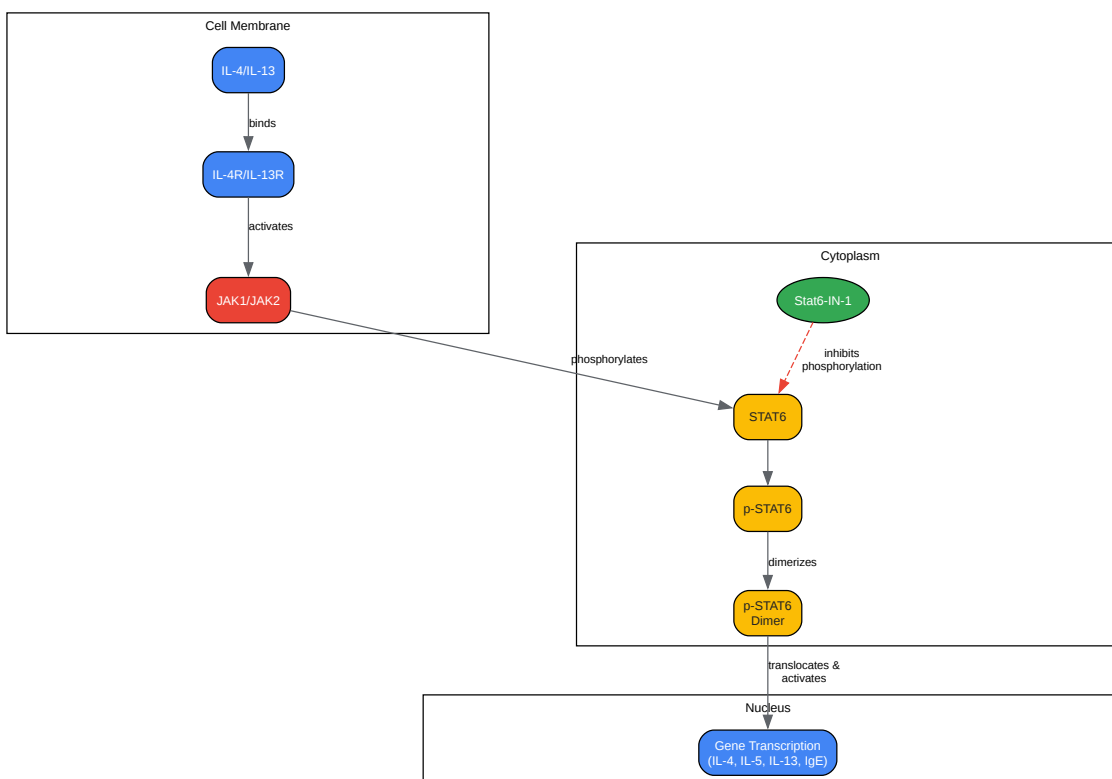 Cell Membrane
IL-4/IL-13
binds
IL-4R/IL-13R
activates
JAK1/JAK2
phosphorylates
Cytoplasm
Stat6-IN-1
inhibits
phosphorylation
STAT6
p-STAT6
dimerizes
p-STAT6
Dimer
translocates &
activates
Nucleus
Gene Transcription
(IL-4, IL-5, IL-13, IgE)